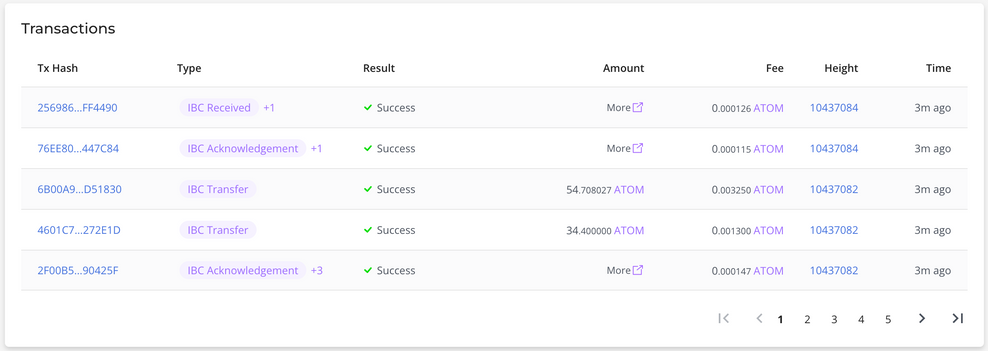 Transactions
Tx Hash Type Result Amount Fee Height Time
256986...FF4490 IBC Received +1 Success More 0.000126 ATOM 10437084 3m ago
76EE80...447C84 IBC Acknowledgement +1 Success More 0.000115 ATOM 10437084 3m ago
6B00A9...D51830 IBC Transfer Success 54.708027 ATOM 0.003250 ATOM 10437082 3m ago
4601C7...272E1D IBC Transfer Success 34.400000 ATOM 0.001300 ATOM 10437082 3m ago
2F00B5...90425F IBC Acknowledgement +3 Success More 0.000147 ATOM 10437082 3m ago
1 2 3 4 5